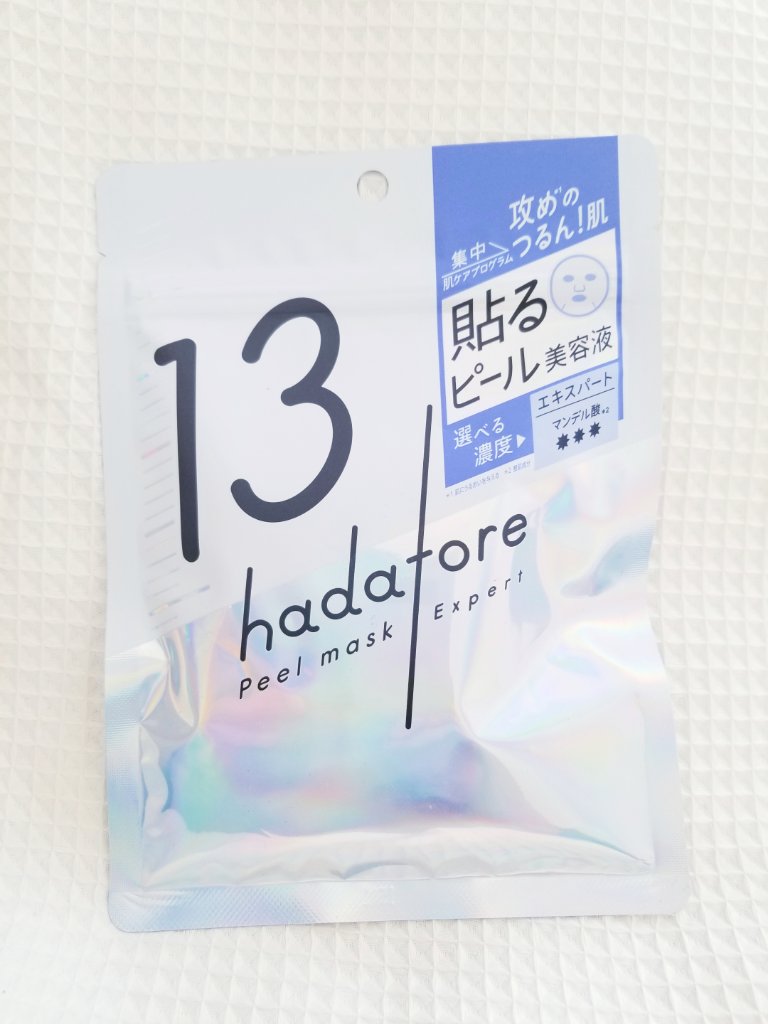 攻めの
つるん!肌
集中
肌ケアプログラム
貼る
ピール美容液
選べる
濃度
エキスパート
マンデル酸※2
13
hadatore
Peel mask Expert